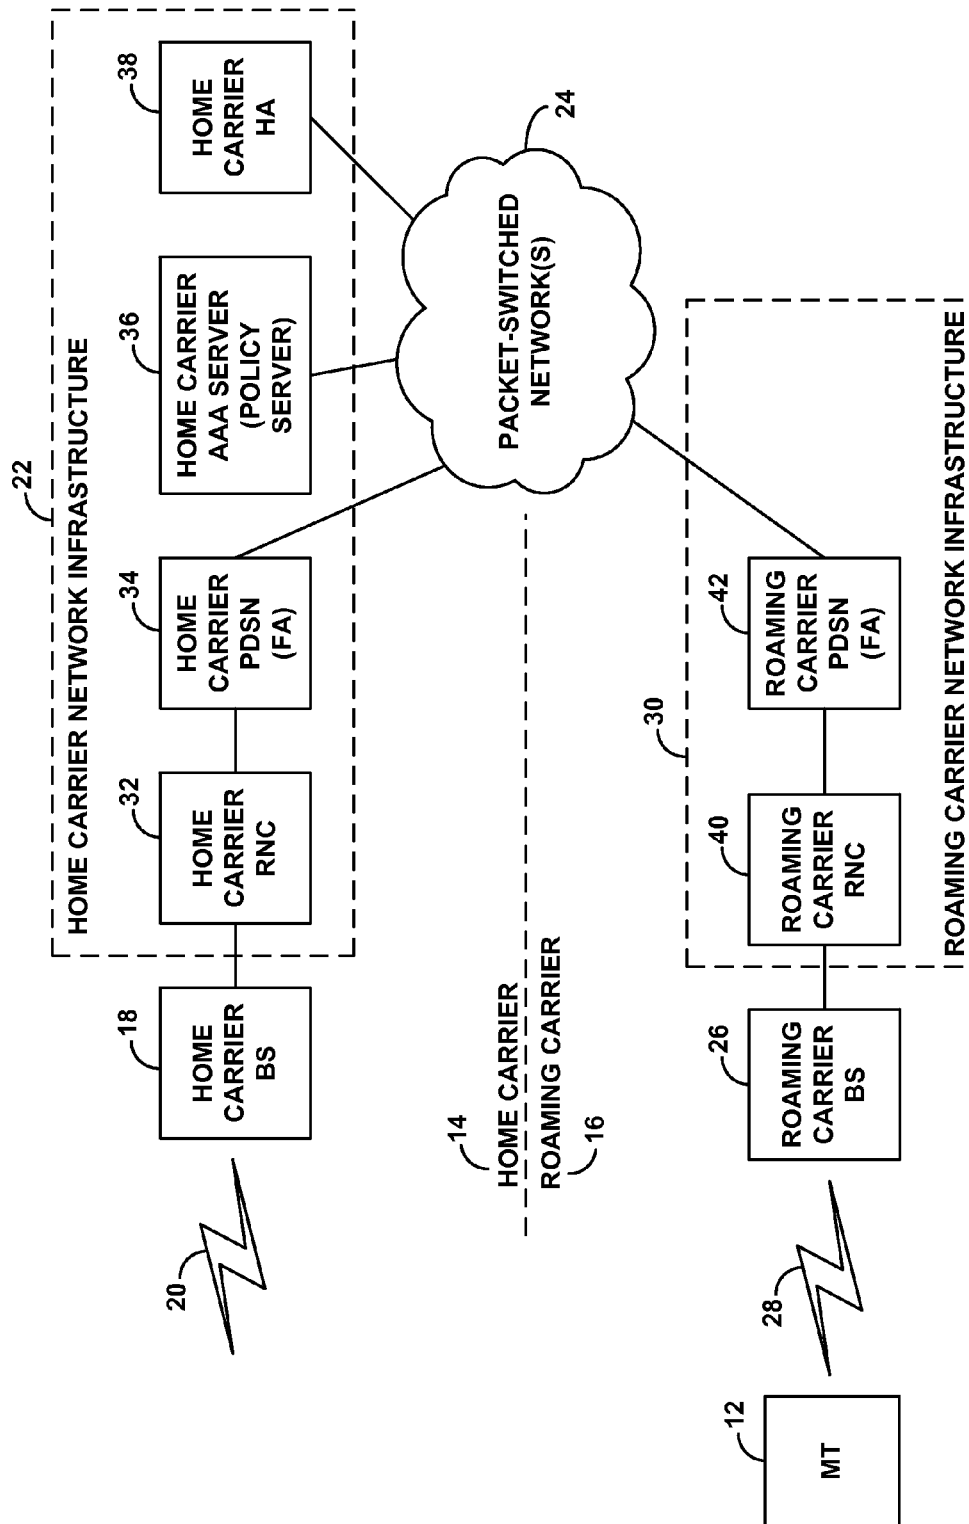 22
HOME CARRIER NETWORK INFRASTRUCTURE
18
HOME
CARRIER
BS
32
HOME
CARRIER
RNC
34
HOME
CARRIER
PDSN
(FA)
36
HOME CARRIER
AAA SERVER
(POLICY
SERVER)
38
HOME
CARRIER
HA
20
24
PACKET-SWITCHED
NETWORK(S)
14
HOME CARRIER
ROAMING CARRIER
16
30
12
MT
28
26
ROAMING
CARRIER
BS
40
ROAMING
CARRIER
RNC
42
ROAMING
CARRIER
PDSN
(FA)
ROAMING CARRIER NETWORK INFRASTRUCTURE